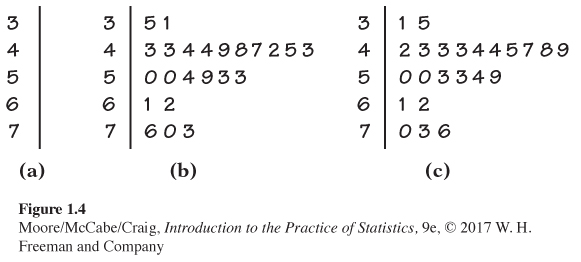 3 3 5 1 3 1 5
4 4 3 3 4 4 9 8 7 2 5 3 4 2 3 3 3 4 4 5 7 8 9
5 5 0 0 4 9 3 3 5 0 0 3 3 4 9
6 6 1 2 6 1 2
7 7 6 0 3 7 0 3 6
(a) (b) (c)
Figure 1.4
Moore/McCabe/Craig, Introduction to the Practice of Statistics, 9e, © 2017 W. H.
Freeman and Company